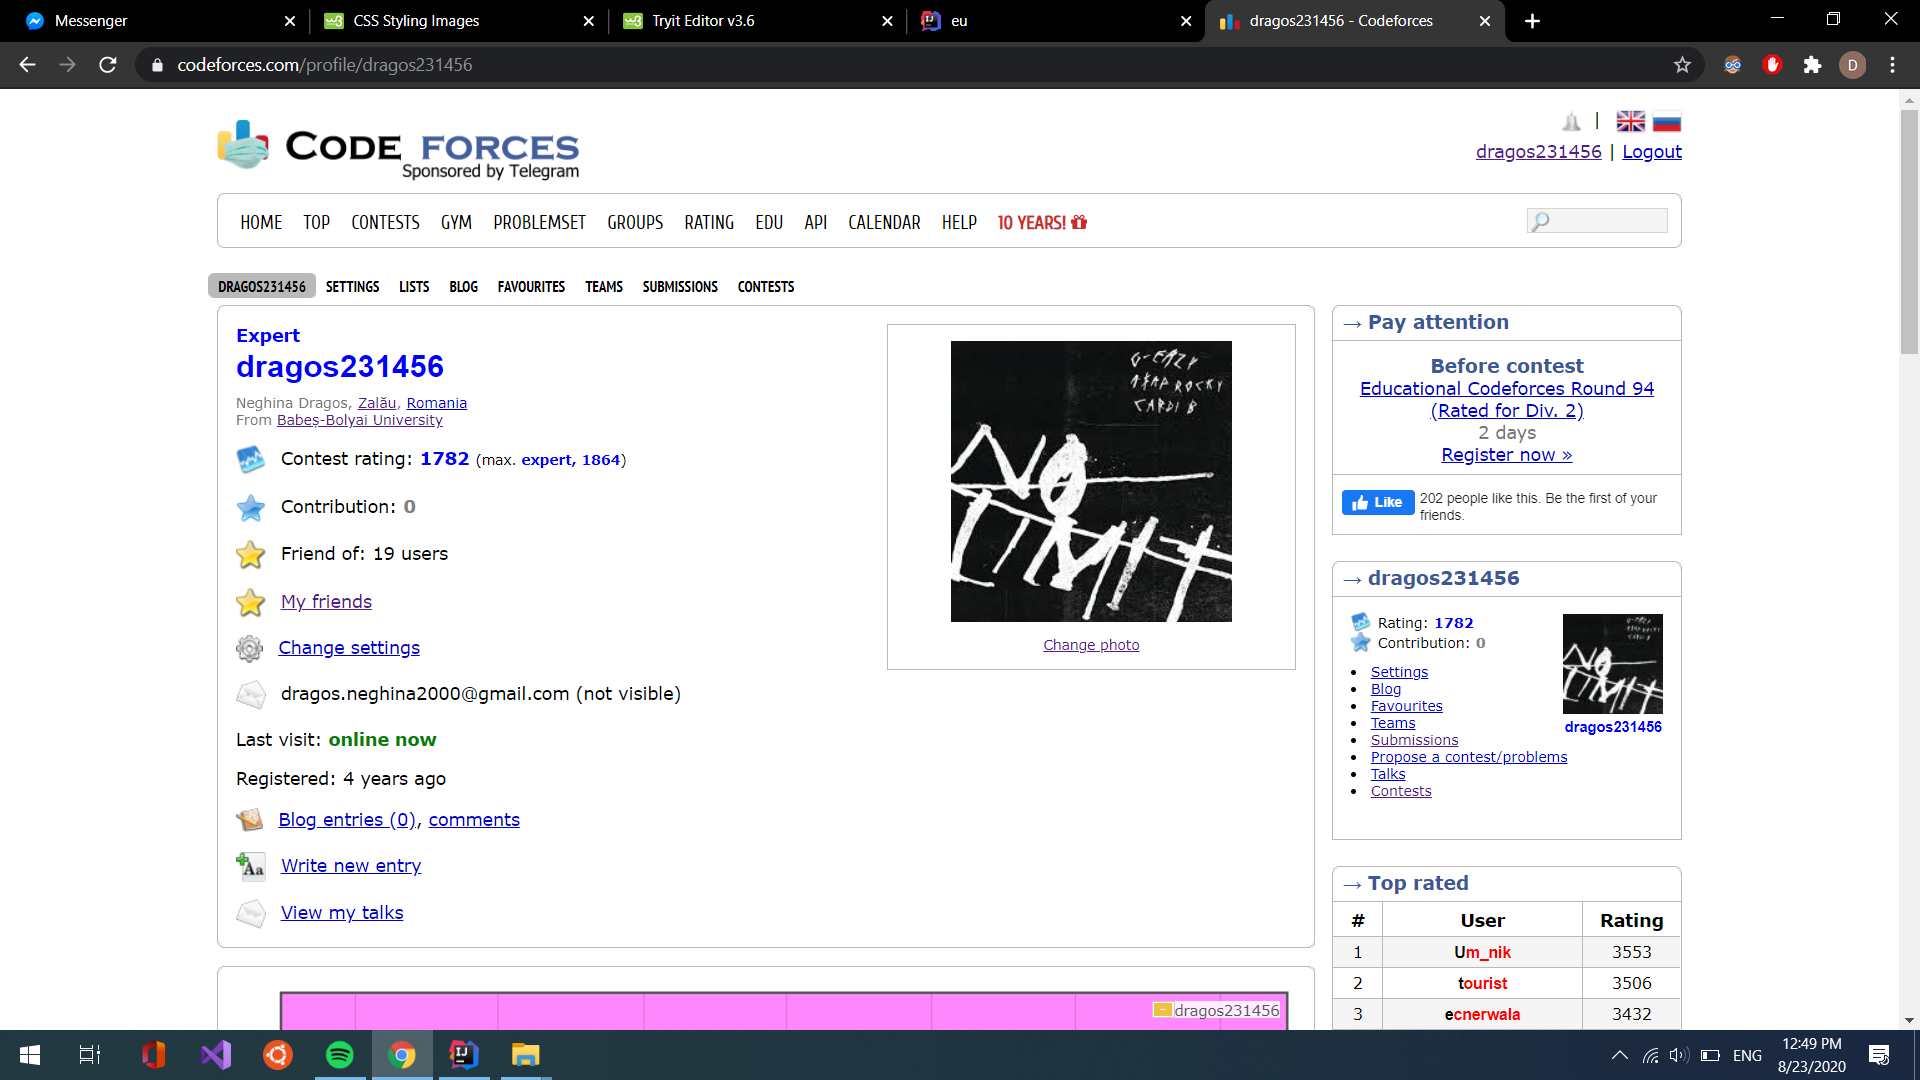 Messenger
CSS Styling Images
Tryit Editor v3.6
eu
dragos231456 - Codeforces
codeforces.com/profile/dragos231456
D
CODE FORCES
Sponsored by Telegram
|
dragos231456 | Logout
HOME TOP CONTESTS GYM PROBLEMSET GROUPS RATING EDU API CALENDAR HELP 10 YEARS!
DRAGOS231456 SETTINGS LISTS BLOG FAVOURITES TEAMS SUBMISSIONS CONTESTS
Expert
dragos231456
Neghina Dragos, Zalău, Romania
From Babeș-Bolyai University
Contest rating: 1782 (max. expert, 1864)
Contribution: 0
Friend of: 19 users
My friends
Change settings
dragos.neghina2000@gmail.com (not visible)
Last visit: online now
Registered: 4 years ago
Blog entries (0), comments
Write new entry
View my talks
G-EAZY
A$AP ROCKY
CARDI B
NO
LIMIT
Change photo
→ Pay attention
Before contest
Educational Codeforces Round 94
(Rated for Div. 2)
2 days
Register now »
Like
202 people like this. Be the first of your
friends.
→ dragos231456
Rating: 1782
Contribution: 0
Settings
Blog
Favourites
Teams
Submissions
Propose a contest/problems
Talks
Contests
G-EAZY
A$AP ROCKY
CARDI B
NO
LIMIT
dragos231456
→ Top rated
# User Rating
1 Um_nik 3553
2 tourist 3506
3 ecnerwala 3432
dragos231456
ENG
12:49 PM
8/23/2020